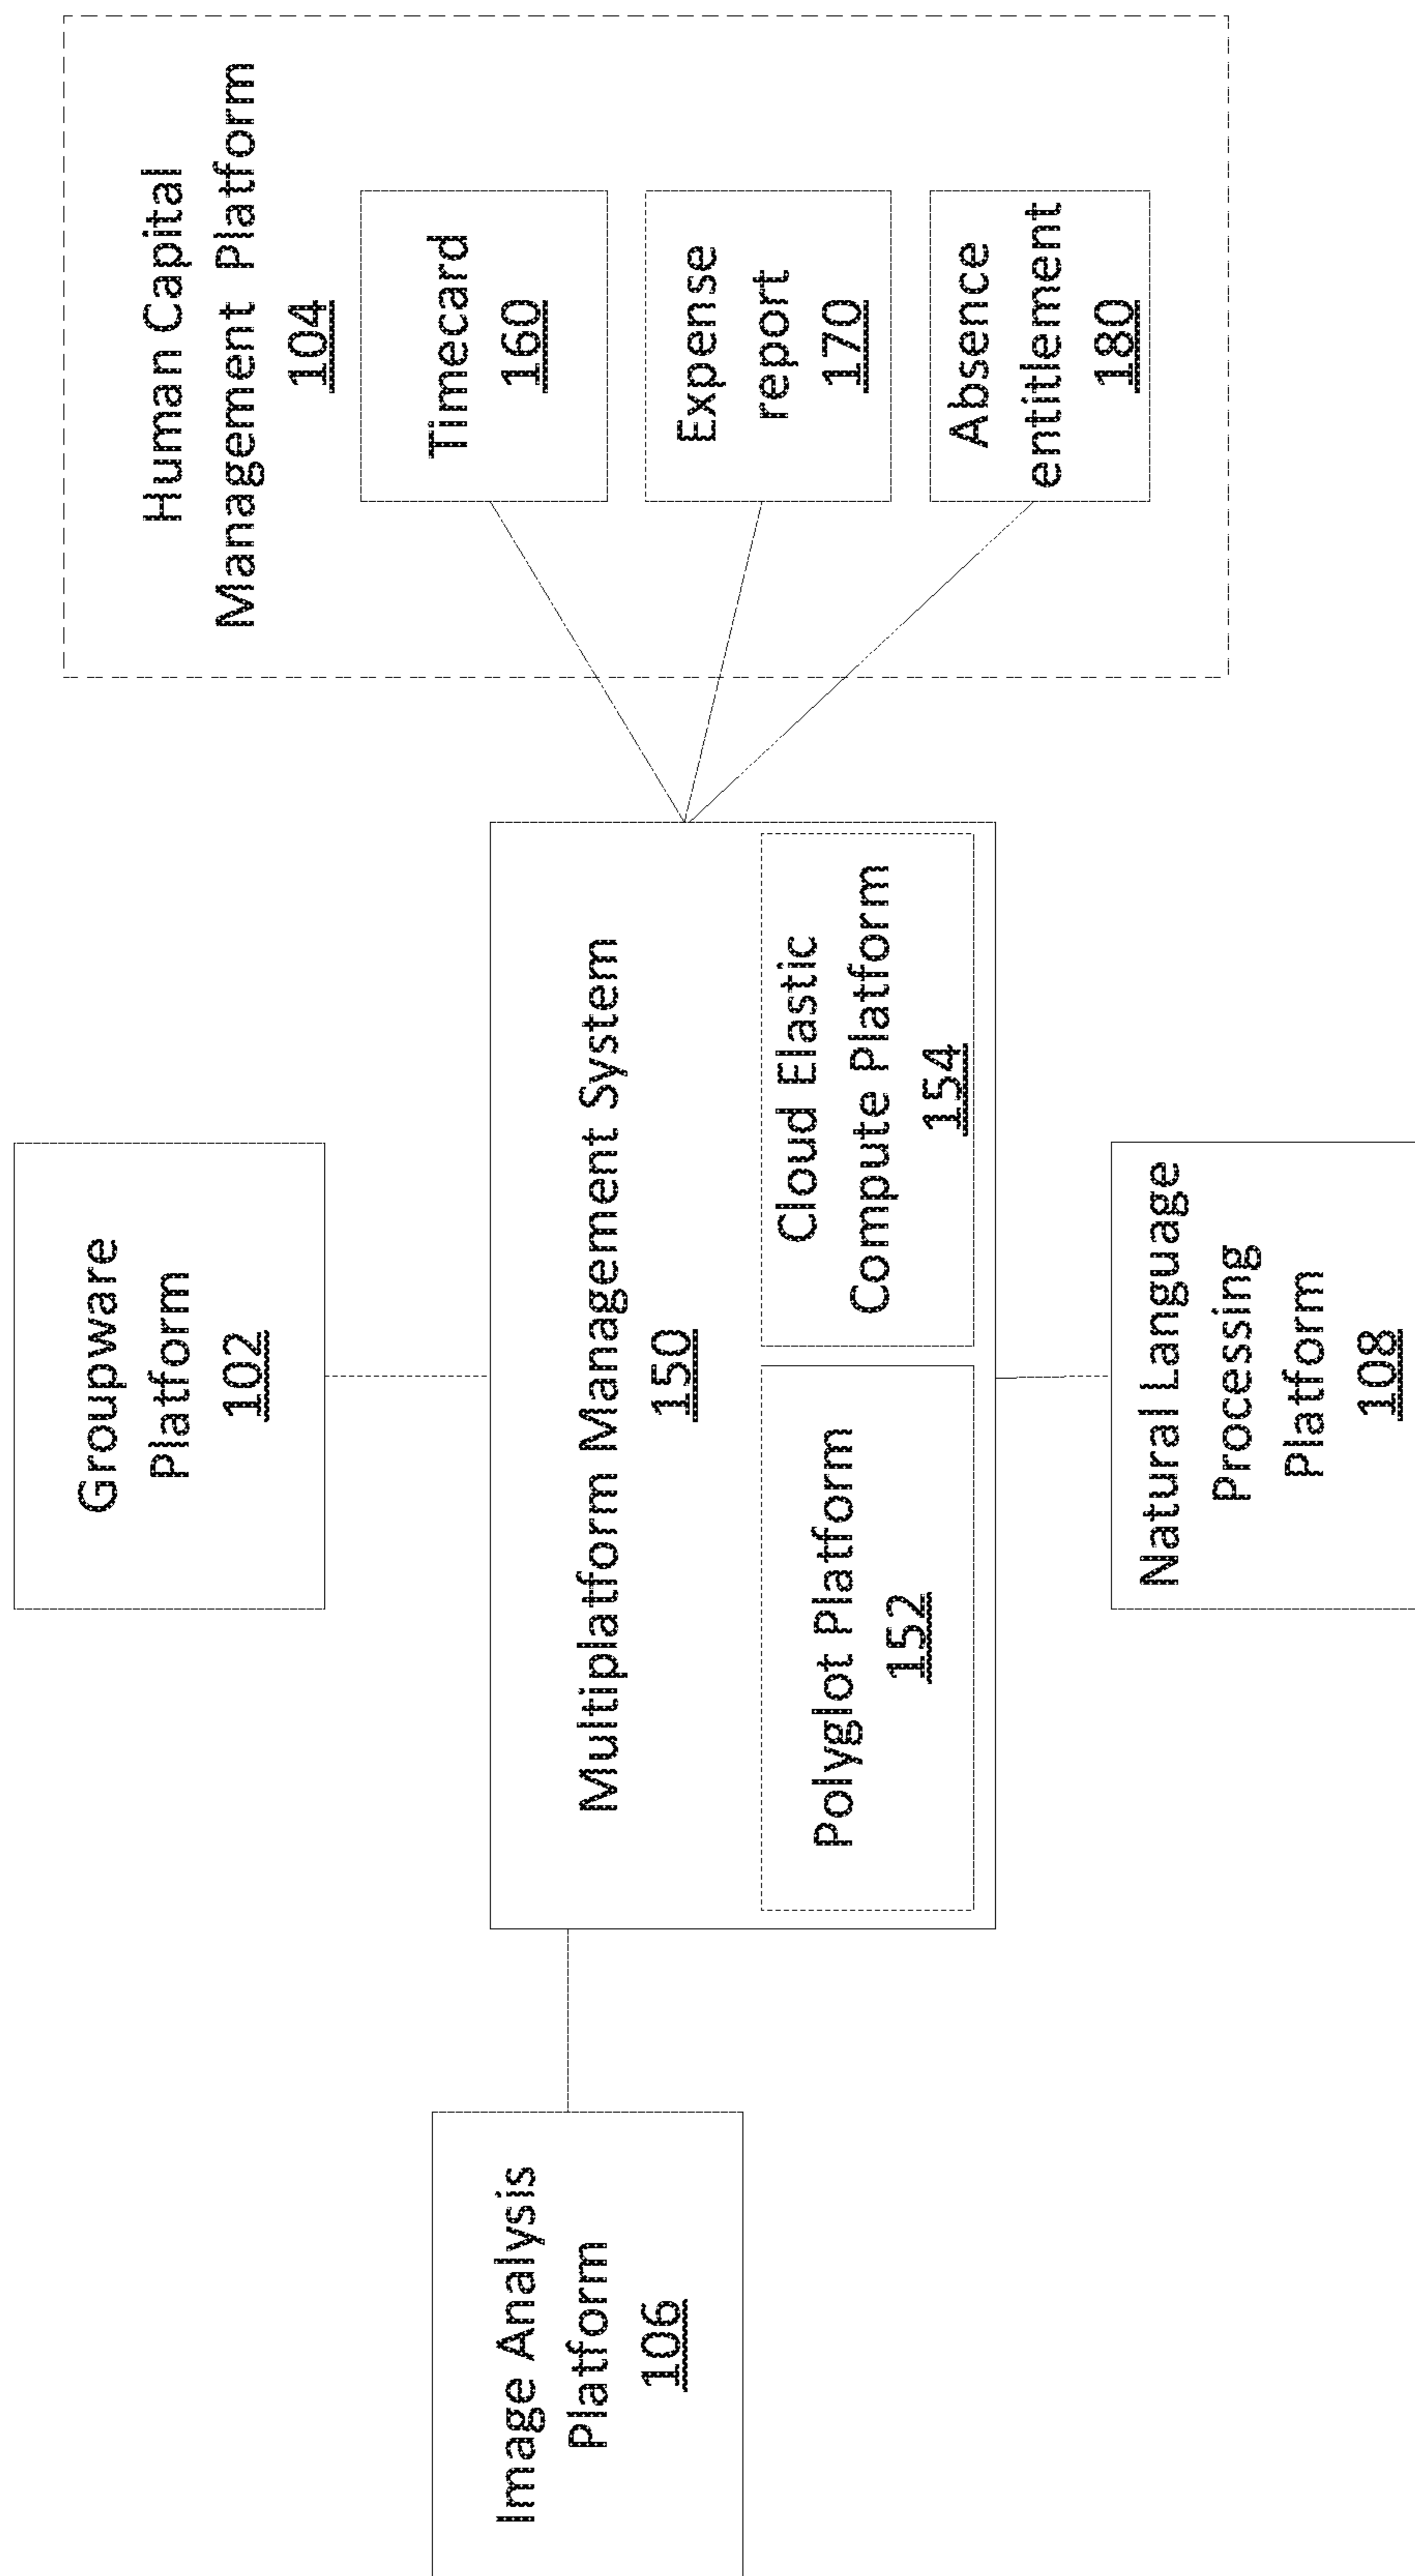 Groupware
Platform
102
Image Analysis
Platform
106
Multiplatform Management System
150
Polyglot Platform
152
Cloud Elastic
Compute Platform
154
Human Capital
Management Platform
104
Timecard
160
Expense
report
170
Absence
entitlement
180
Natural Language
Processing
Platform
108